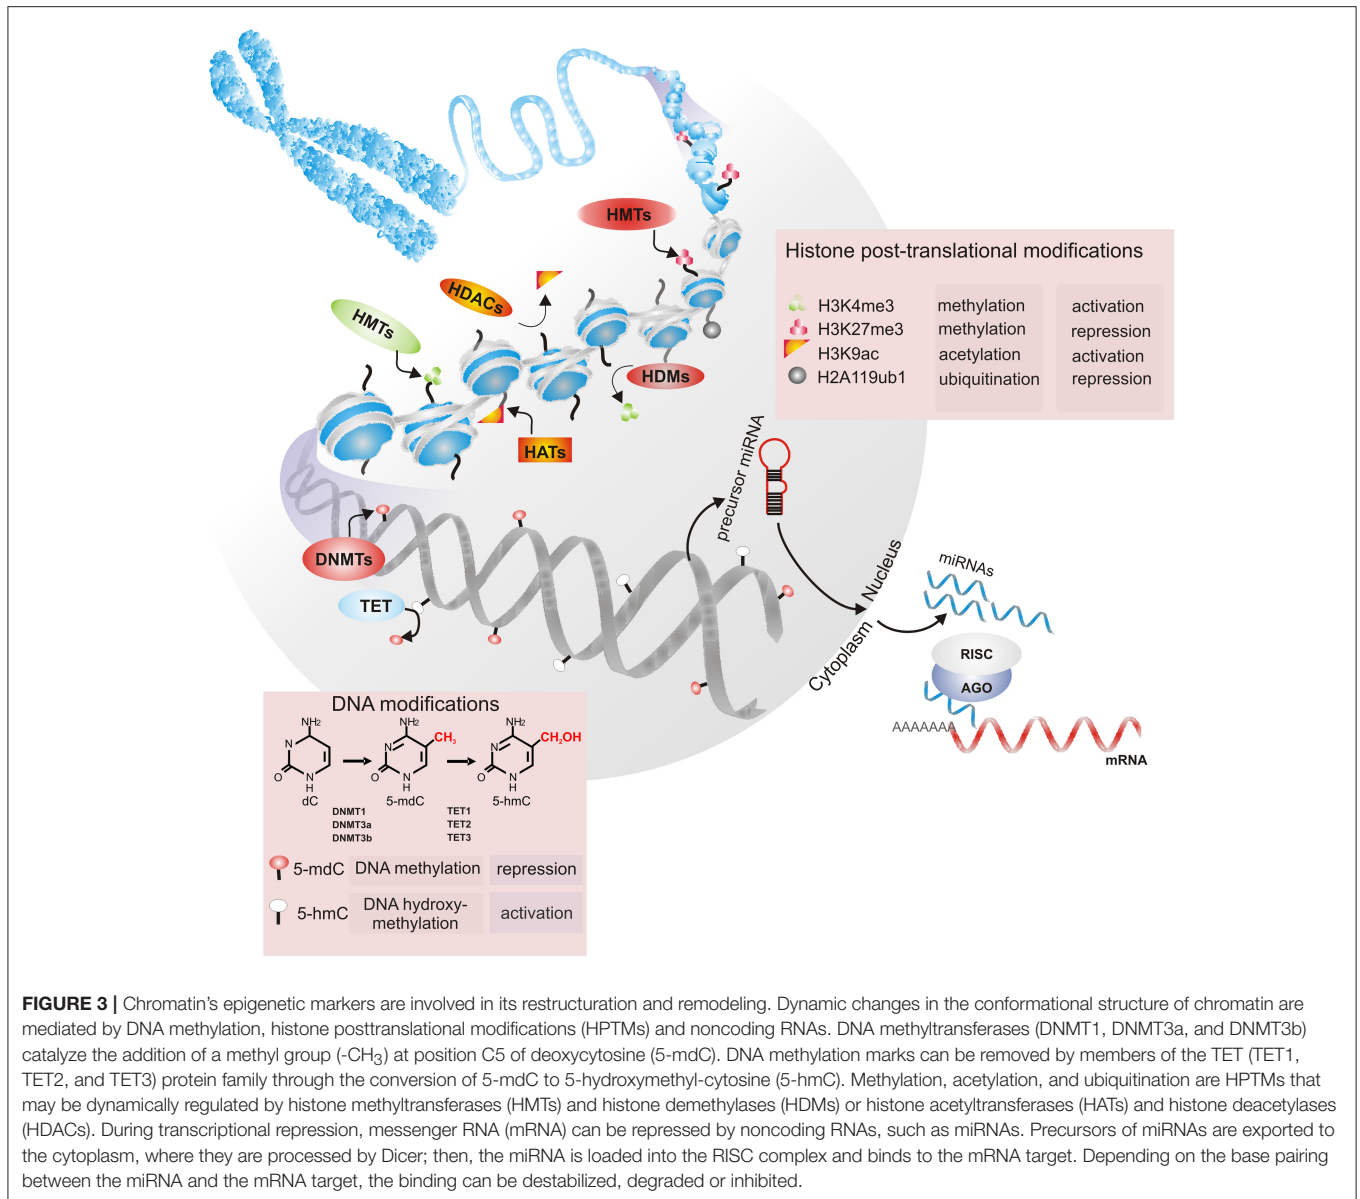 HMTs
HDACs
HMTs
HDMs
HATs
Histone post-translational modifications
H3K4me3 methylation activation
H3K27me3 methylation repression
H3K9ac acetylation activation
H2A119ub1 ubiquitination repression
precursor miRNA
DNMTs
TET
Nucleus
Cytoplasm
miRNAs
RISC
AGO
AAAAAAA
mRNA
DNA modifications
NH2 NH2 NH2
N N CH3 N CH2OH
O N O N O N
H H H
dC 5-mdC 5-hmC
DNMT1 TET1
DNMT3a TET2
DNMT3b TET3
5-mdC DNA methylation repression
5-hmC DNA hydroxy-
methylation activation
FIGURE 3 | Chromatin's epigenetic markers are involved in its restructuration and remodeling. Dynamic changes in the conformational structure of chromatin are
mediated by DNA methylation, histone posttranslational modifications (HPTMs) and noncoding RNAs. DNA methyltransferases (DNMT1, DNMT3a, and DNMT3b)
catalyze the addition of a methyl group (-CH3) at position C5 of deoxycytosine (5-mdC). DNA methylation marks can be removed by members of the TET (TET1,
TET2, and TET3) protein family through the conversion of 5-mdC to 5-hydroxymethyl-cytosine (5-hmC). Methylation, acetylation, and ubiquitination are HPTMs that
may be dynamically regulated by histone methyltransferases (HMTs) and histone demethylases (HDMs) or histone acetyltransferases (HATs) and histone deacetylases
(HDACs). During transcriptional repression, messenger RNA (mRNA) can be repressed by noncoding RNAs, such as miRNAs. Precursors of miRNAs are exported to
the cytoplasm, where they are processed by Dicer; then, the miRNA is loaded into the RISC complex and binds to the mRNA target. Depending on the base pairing
between the miRNA and the mRNA target, the binding can be destabilized, degraded or inhibited.